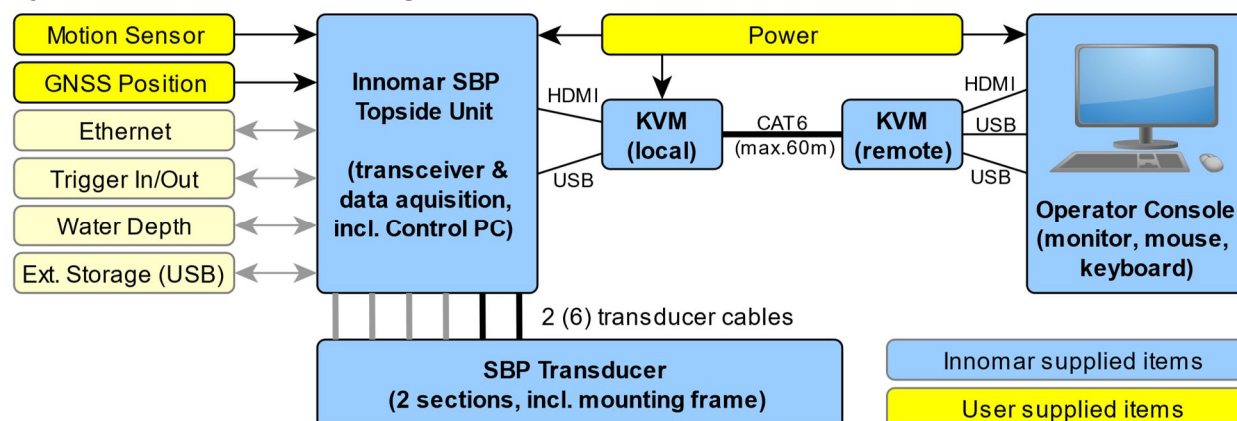 Motion Sensor
GNSS Position
Ethernet
Trigger In/Out
Water Depth
Ext. Storage (USB)
Innomar SBP
Topside Unit
(transceiver &
data aquisition,
incl. Control PC)
Power
HDMI
USB
KVM
(local)
CAT6
(max.60m)
KVM
(remote)
HDMI
USB
USB
Operator Console
(monitor, mouse,
keyboard)
2 (6) transducer cables
SBP Transducer
(2 sections, incl. mounting frame)
Innomar supplied items
User supplied items